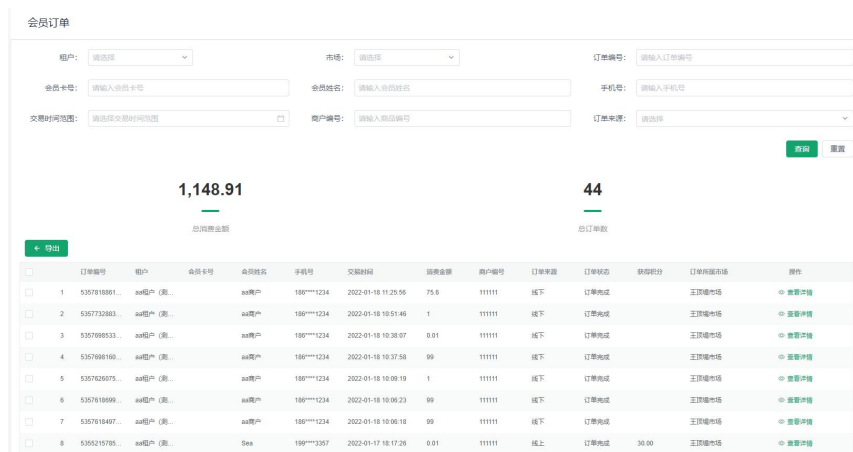 会员订单
租户: 请选择 市场: 请选择 订单编号: 请输入订单编号
会员卡号: 请输入会员卡号 会员姓名: 请输入会员姓名 手机号: 请输入手机号
交易时间范围: 请选择交易时间范围 商户编号: 请输入商品编号 订单来源: 请选择
查询 重置
1,148.91 44
总消费金额 总订单数
导出
订单编号 租户 会员卡号 会员姓名 手机号 交易时间 消费金额 商户编号 订单来源 订单状态 获得积分 订单所属市场 操作
1 5357818861... aa租户 (测... aa商户 186****1234 2022-01-18 11:25:56 75.6 111111 线下 订单完成 王顶堤市场 查看详情
2 5357732883... aa租户 (测... aa商户 186****1234 2022-01-18 10:51:46 1 111111 线下 订单完成 王顶堤市场 查看详情
3 5357698533... aa租户 (测... aa商户 186****1234 2022-01-18 10:38:07 0.01 111111 线下 订单完成 王顶堤市场 查看详情
4 5357698160... aa租户 (测... aa商户 186****1234 2022-01-18 10:37:58 99 111111 线下 订单完成 王顶堤市场 查看详情
5 5357626075... aa租户 (测... aa商户 186****1234 2022-01-18 10:09:19 1 111111 线下 订单完成 王顶堤市场 查看详情
6 5357618699... aa租户 (测... aa商户 186****1234 2022-01-18 10:06:23 99 111111 线下 订单完成 王顶堤市场 查看详情
7 5357618497... aa租户 (测... aa商户 186****1234 2022-01-18 10:06:18 99 111111 线下 订单完成 王顶堤市场 查看详情
8 5355215785... aa租户 (测... Sea 199****3357 2022-01-17 18:17:26 0.01 111111 线上 订单完成 30.00 王顶堤市场 查看详情